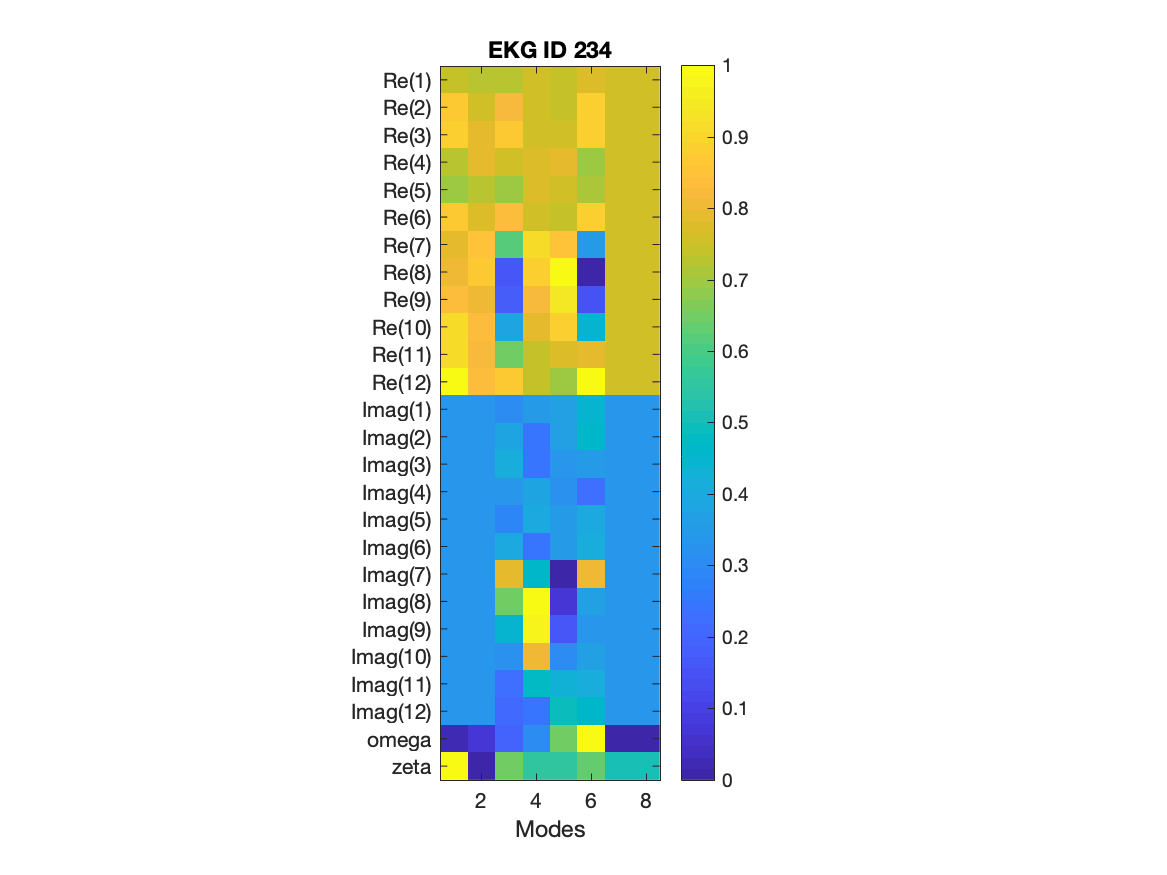 EKG ID 234
Re(1)
Re(2)
Re(3)
Re(4)
Re(5)
Re(6)
Re(7)
Re(8)
Re(9)
Re(10)
Re(11)
Re(12)
Imag(1)
Imag(2)
Imag(3)
Imag(4)
Imag(5)
Imag(6)
Imag(7)
Imag(8)
Imag(9)
Imag(10)
Imag(11)
Imag(12)
omega
zeta
2 4 6 8
Modes
1
0.9
0.8
0.7
0.6
0.5
0.4
0.3
0.2
0.1
0